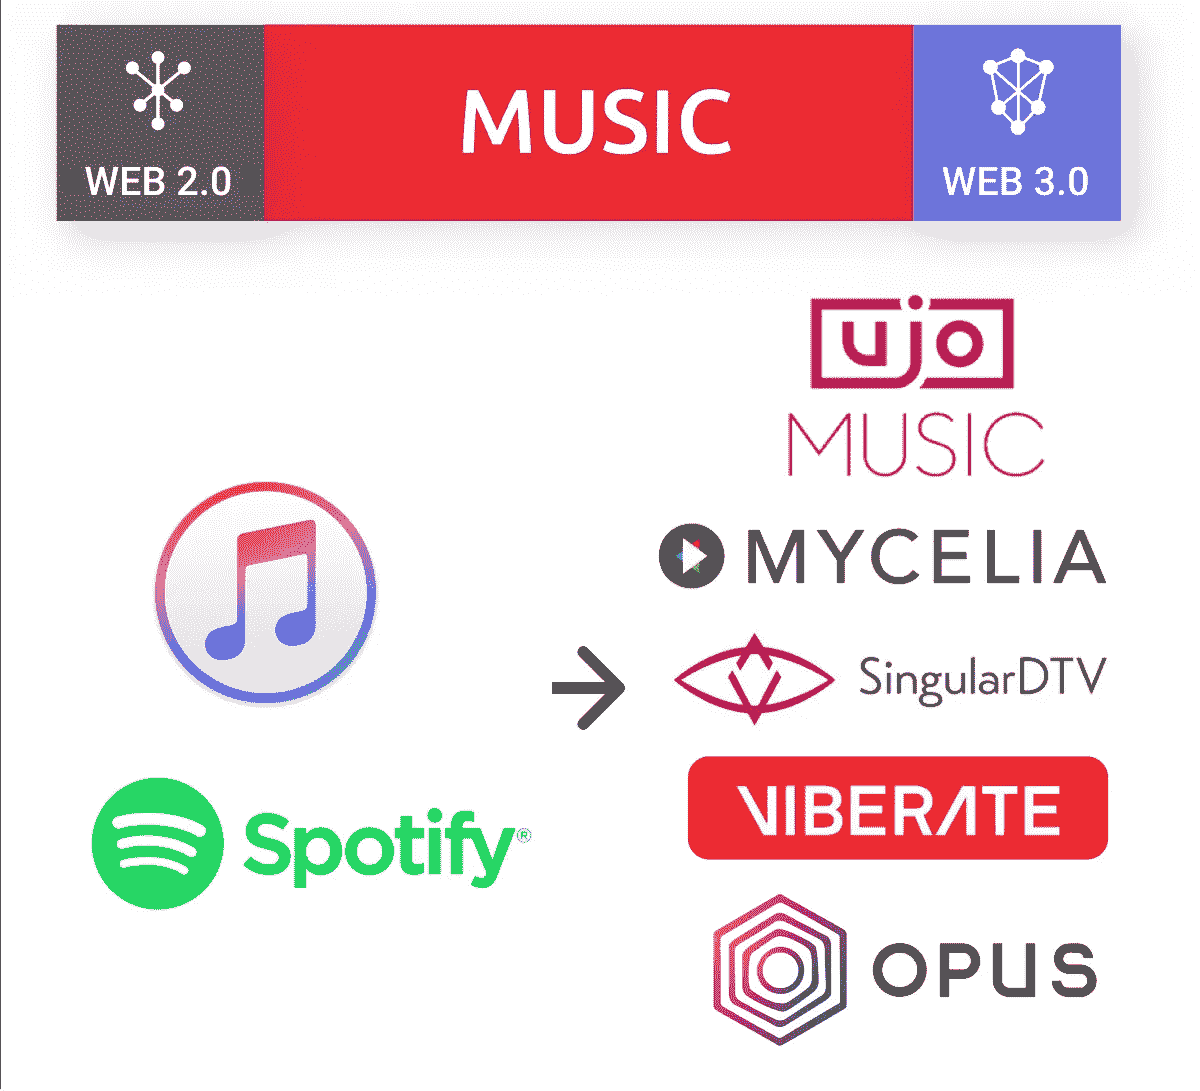 WEB 2.0
MUSIC
WEB 3.0
ujo
MUSIC
MYCELIA
SingularDTV
VIBERATE
OPUS
Spotify®